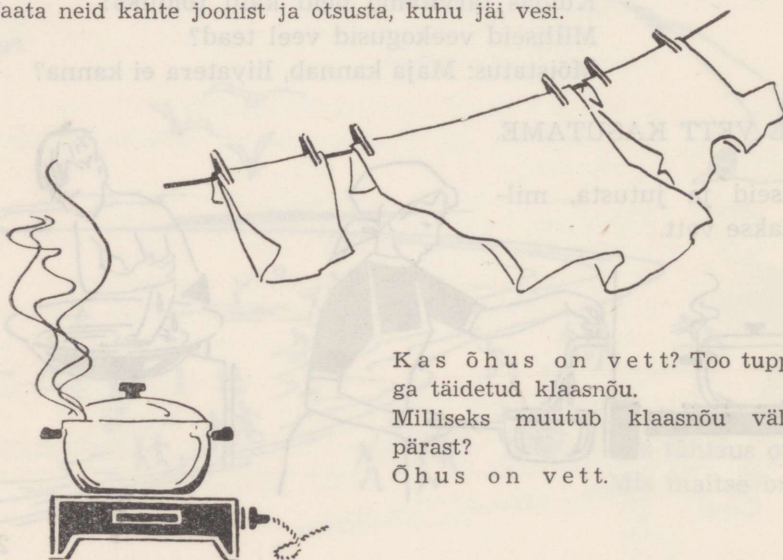 aata neid kahte joonist ja otsusta, kuhu jäi vesi.
Kas õhus on vett? Too tupp
ga täidetud klaasnõu.
Milliseks muutub klaasnõu väl
pärast?
Õhus on vett.